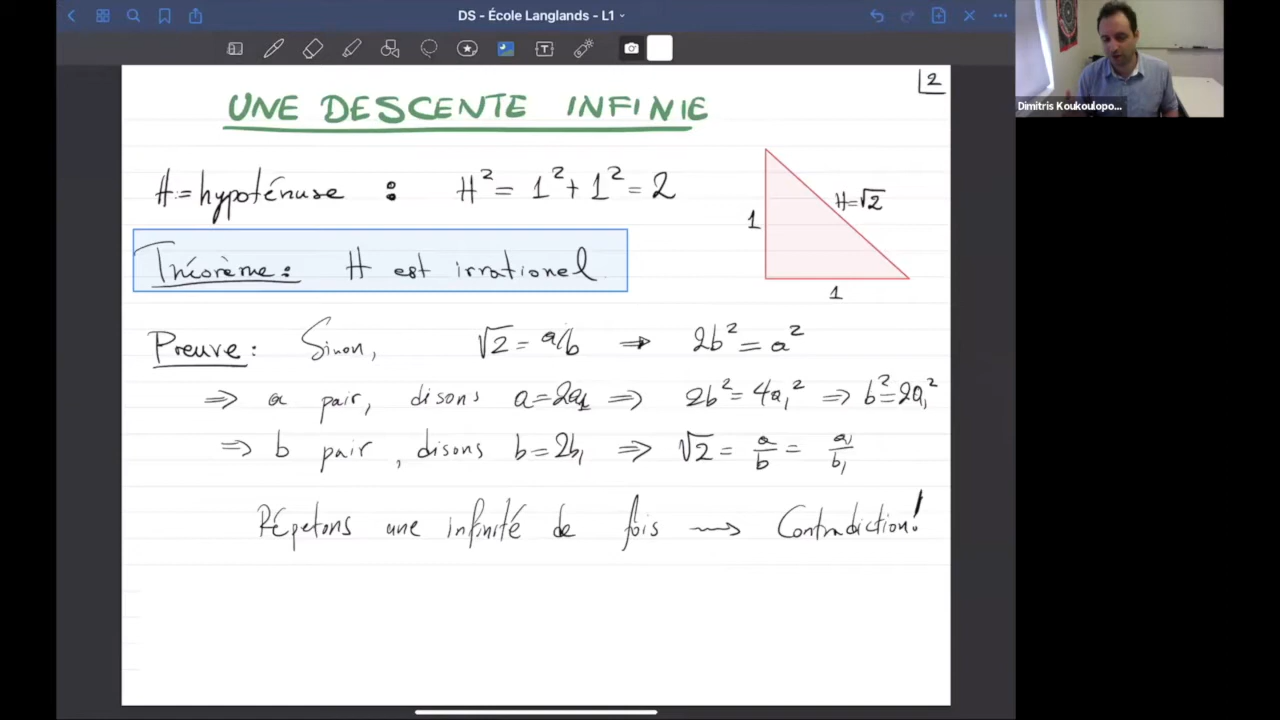 DS - École Langlands - L1
Dimitris Koukoulopo...
2
UNE DESCENTE INFINIE
H = hypoténuse : H² = 1² + 1² = 2
1
H=√2
1
Théorème: H est irrationel
Preuve: Sinon, √2 = a/b → 2b² = a²
⇒ a pair, disons a=2a₁ ⇒ 2b² = 4a₁² ⇒ b²=2a₁²
⇒ b pair, disons b=2b₁ ⇒ √2 = a/b = a₁/b₁
Répetons une infinité de fois ⟿ Contradiction!